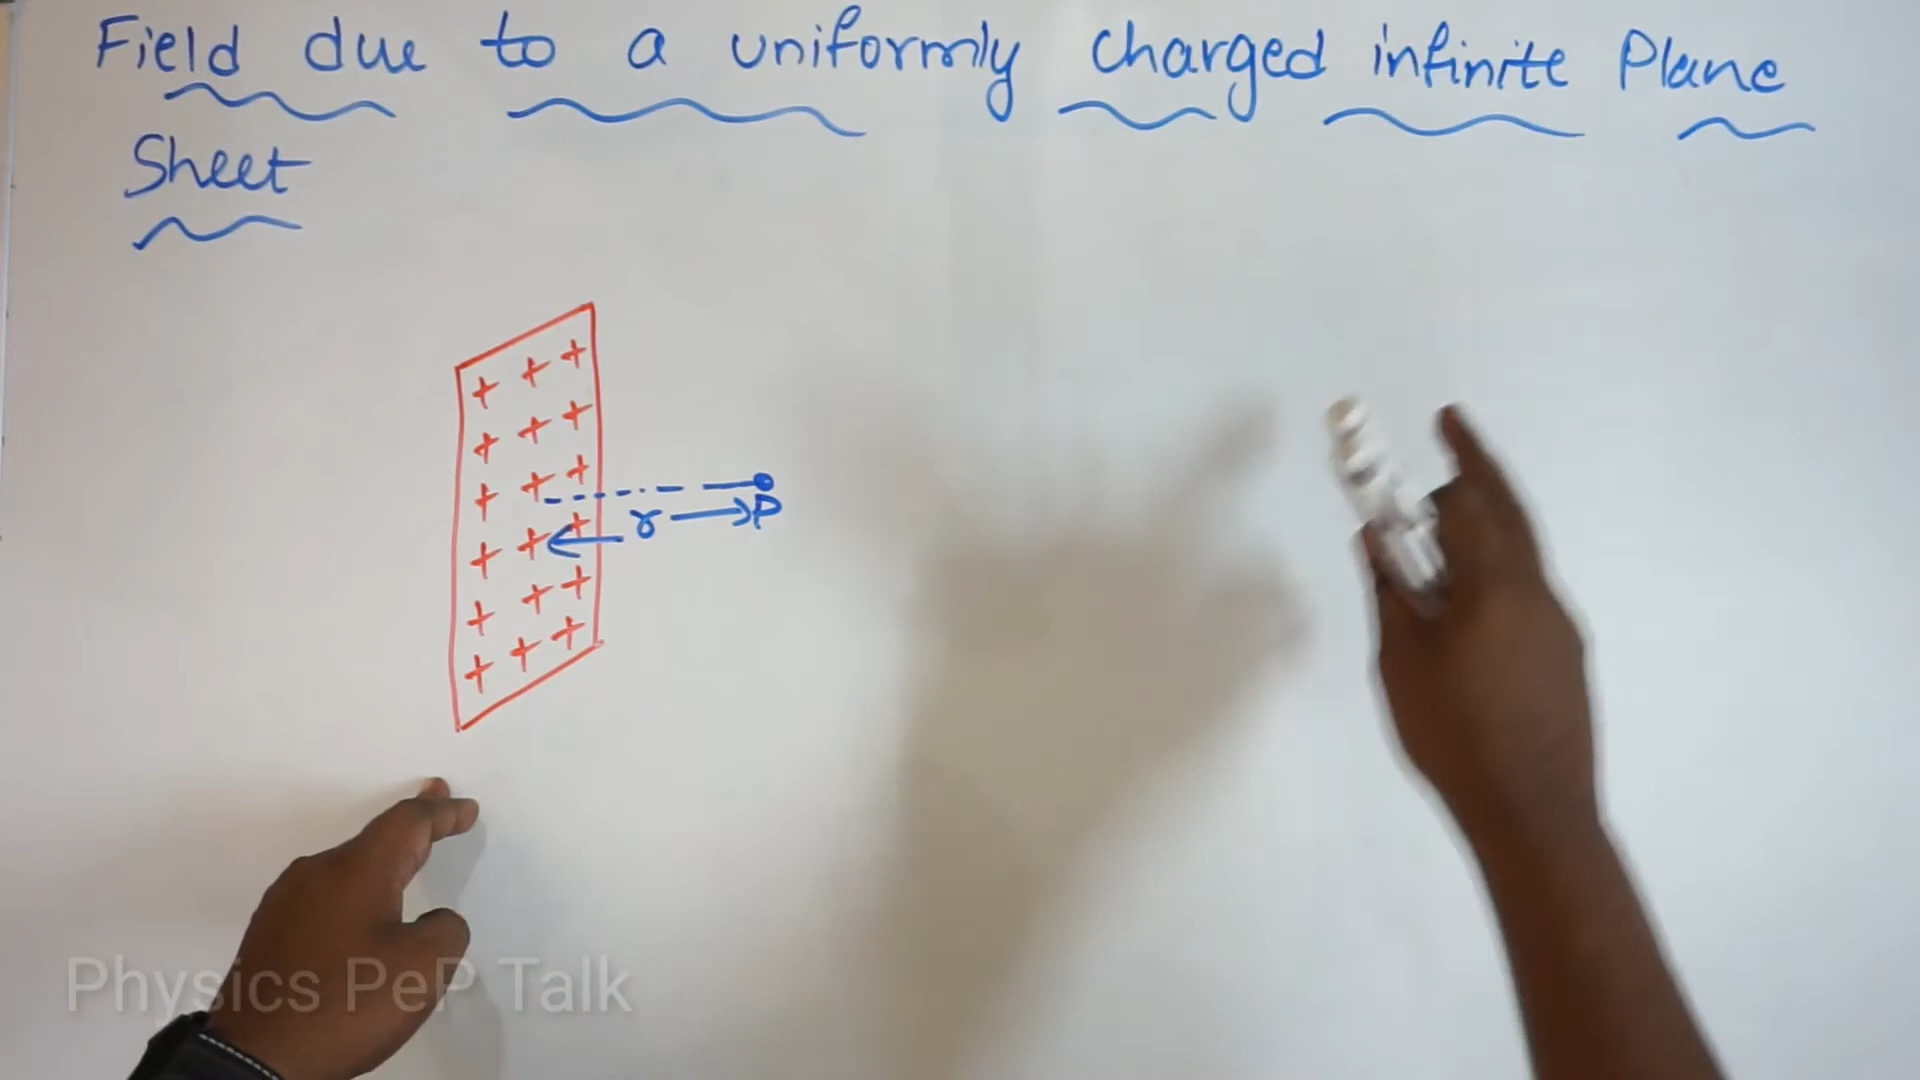 Field due to a uniformly charged infinite Plane
Sheet
+ + +
+ + +
+ + +
+ + +
+ + +
+ + +
r
P
Physics PeP Talk